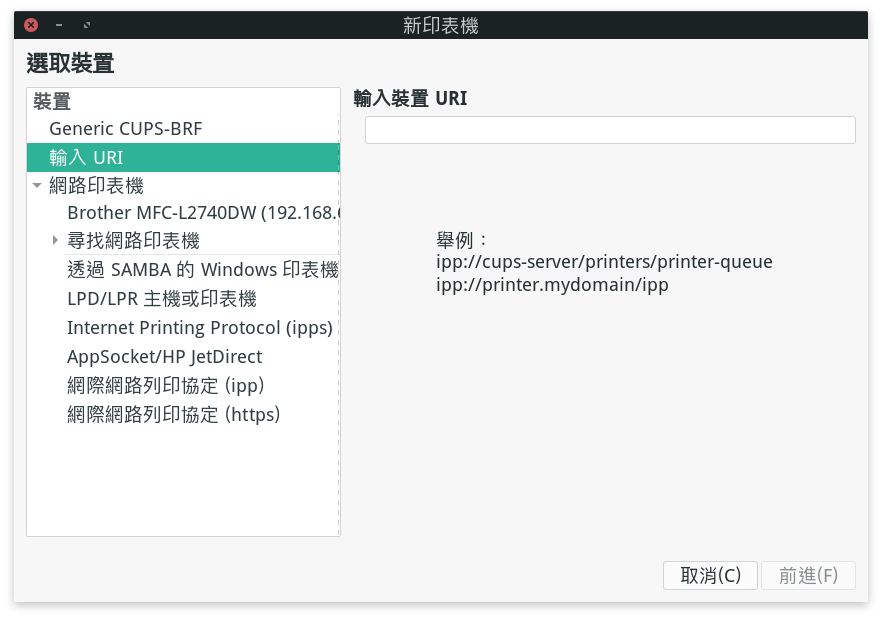 新印表機
選取裝置
裝置
Generic CUPS-BRF
輸入 URI
網路印表機
Brother MFC-L2740DW (192.168.6
尋找網路印表機
透過 SAMBA 的 Windows 印表機
LPD/LPR 主機或印表機
Internet Printing Protocol (ipps)
AppSocket/HP JetDirect
網際網路列印協定 (ipp)
網際網路列印協定 (https)
輸入裝置 URI
舉例：
ipp://cups-server/printers/printer-queue
ipp://printer.mydomain/ipp
取消(C)
前進(F)